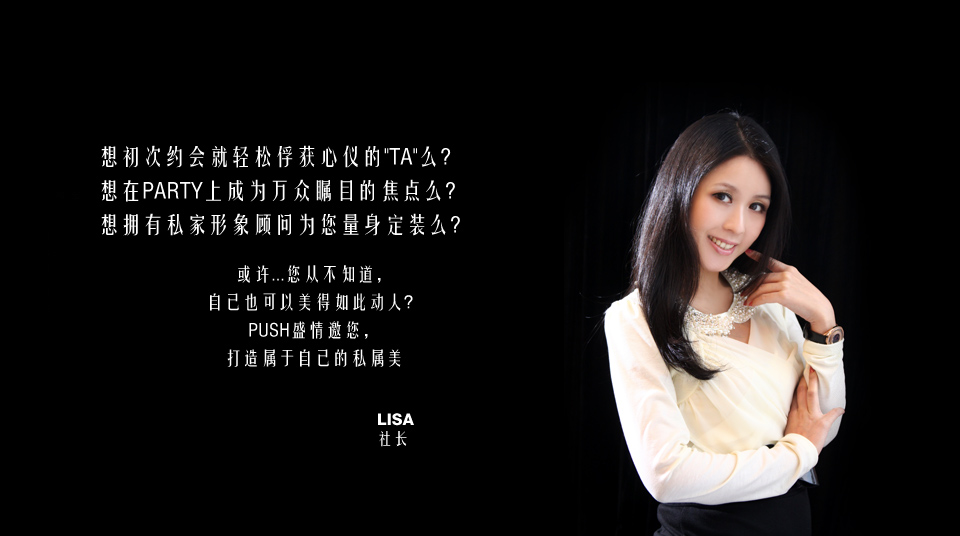 想初次约会就轻松俘获心仪的"TA"么?
想在PARTY上成为万众瞩目的焦点么?
想拥有私家形象顾问为您量身定装么?
或许...您从不知道,
自己也可以美得如此动人?
PUSH盛情邀您,
打造属于自己的私属美
LISA
社长